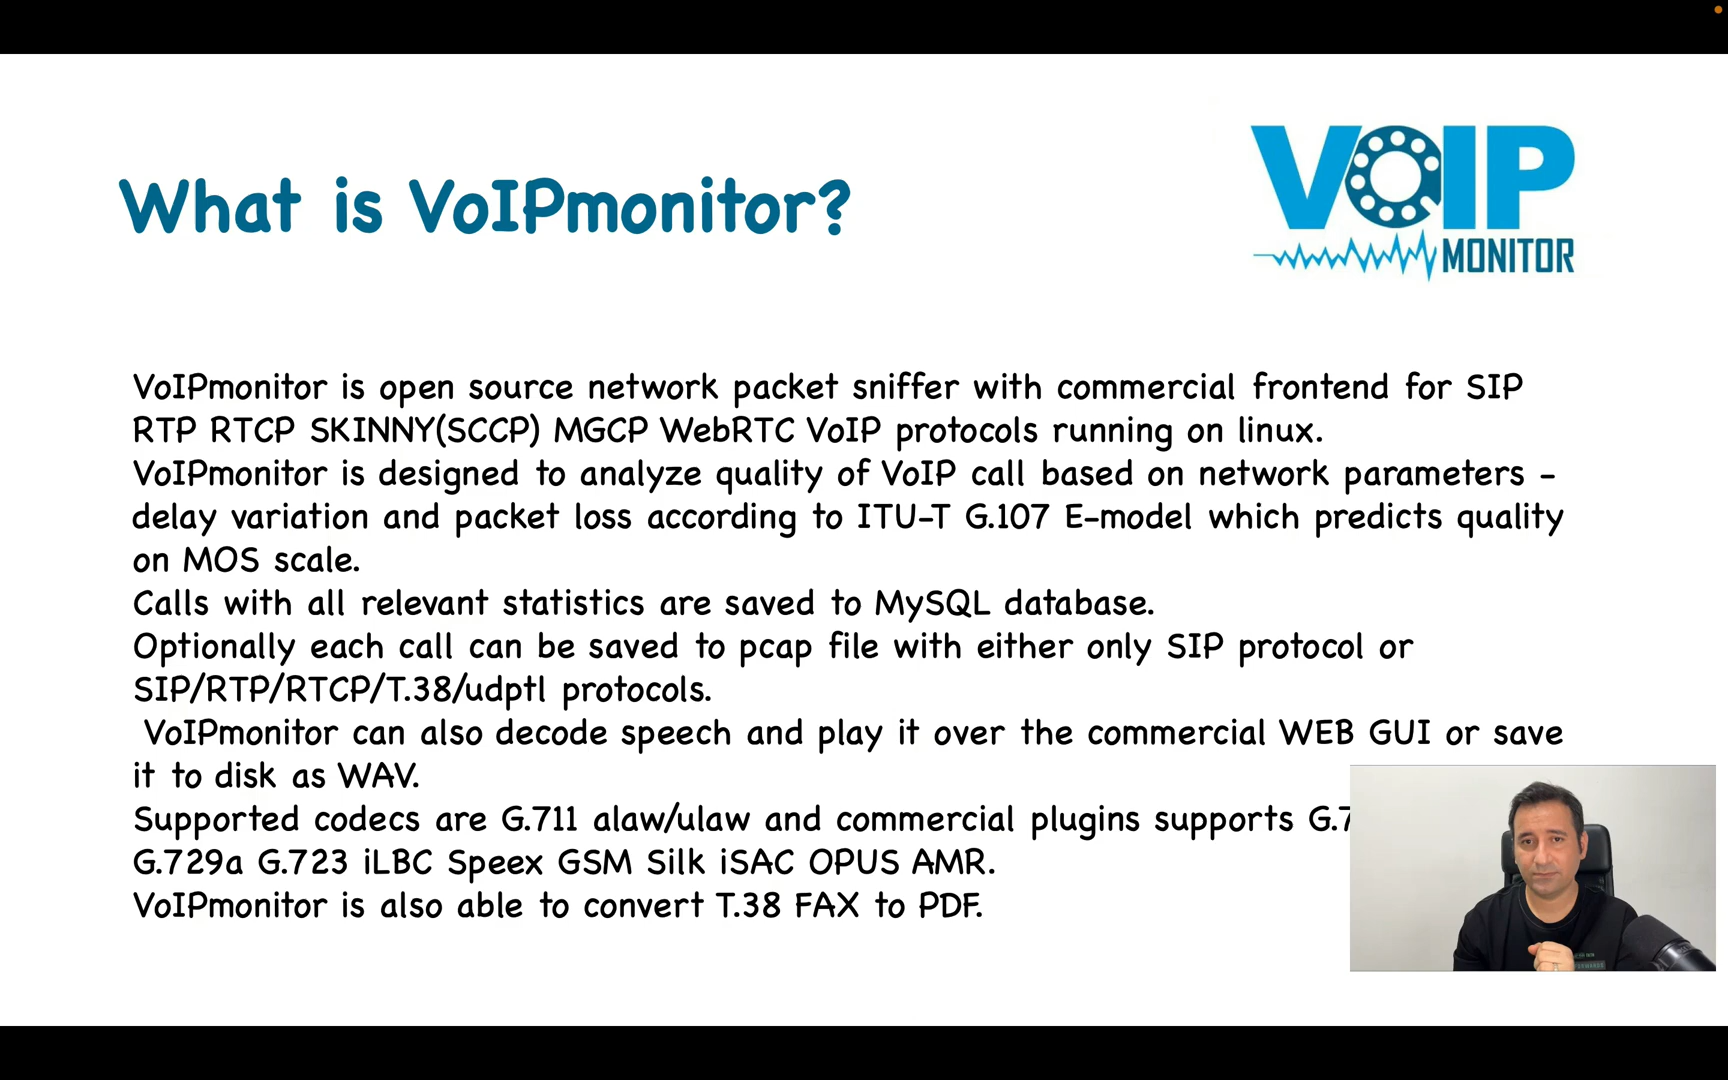 VOIP
MONITOR
What is VoIPmonitor?
VoIPmonitor is open source network packet sniffer with commercial frontend for SIP
RTP RTCP SKINNY(SCCP) MGCP WebRTC VoIP protocols running on linux.
VoIPmonitor is designed to analyze quality of VoIP call based on network parameters -
delay variation and packet loss according to ITU-T G.107 E-model which predicts quality
on MOS scale.
Calls with all relevant statistics are saved to MySQL database.
Optionally each call can be saved to pcap file with either only SIP protocol or
SIP/RTP/RTCP/T.38/udptl protocols.
VoIPmonitor can also decode speech and play it over the commercial WEB GUI or save
it to disk as WAV.
Supported codecs are G.711 alaw/ulaw and commercial plugins supports
G.729a G.723 iLBC Speex GSM Silk iSAC OPUS AMR.
VoIPmonitor is also able to convert T.38 FAX to PDF.